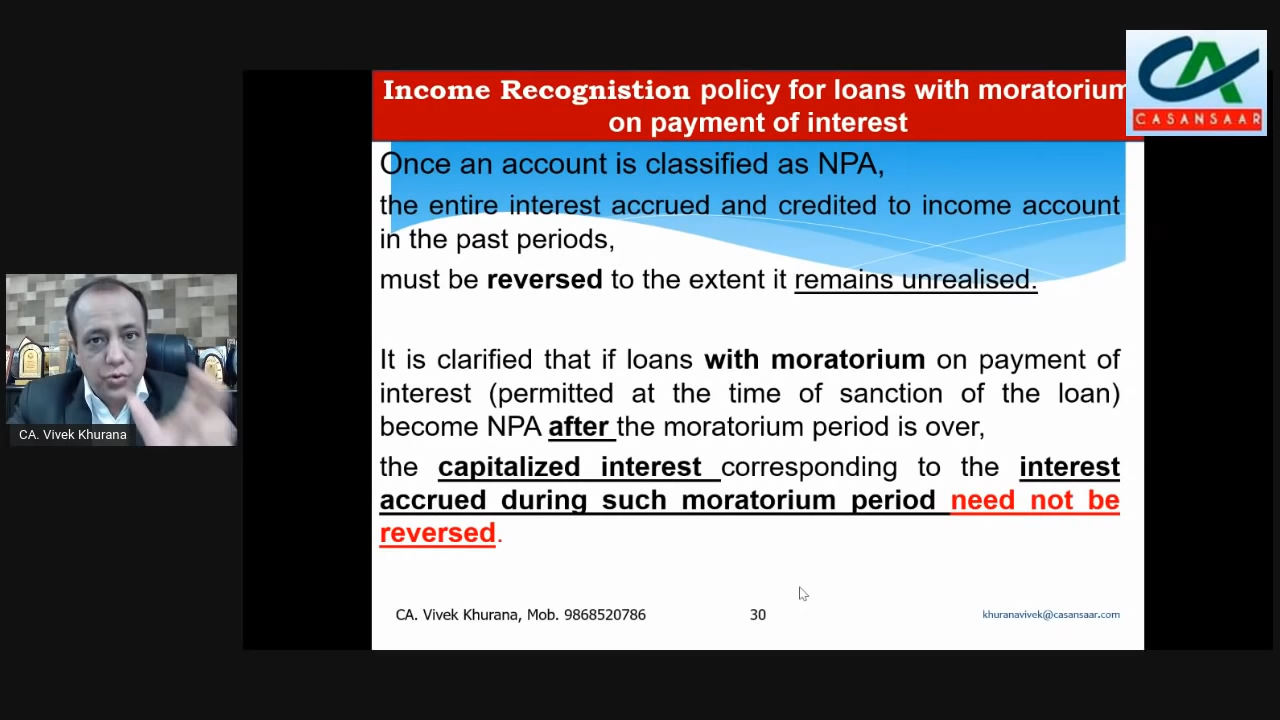 CA
CASANSAAR
Income Recognistion policy for loans with moratorium
on payment of interest
Once an account is classified as NPA,
the entire interest accrued and credited to income account
in the past periods,
must be reversed to the extent it remains unrealised.
It is clarified that if loans with moratorium on payment of
interest (permitted at the time of sanction of the loan)
become NPA after the moratorium period is over,
the capitalized interest corresponding to the interest
accrued during such moratorium period need not be
reversed.
CA. Vivek Khurana
CA. Vivek Khurana, Mob. 9868520786 30 khuranavivek@casansaar.com